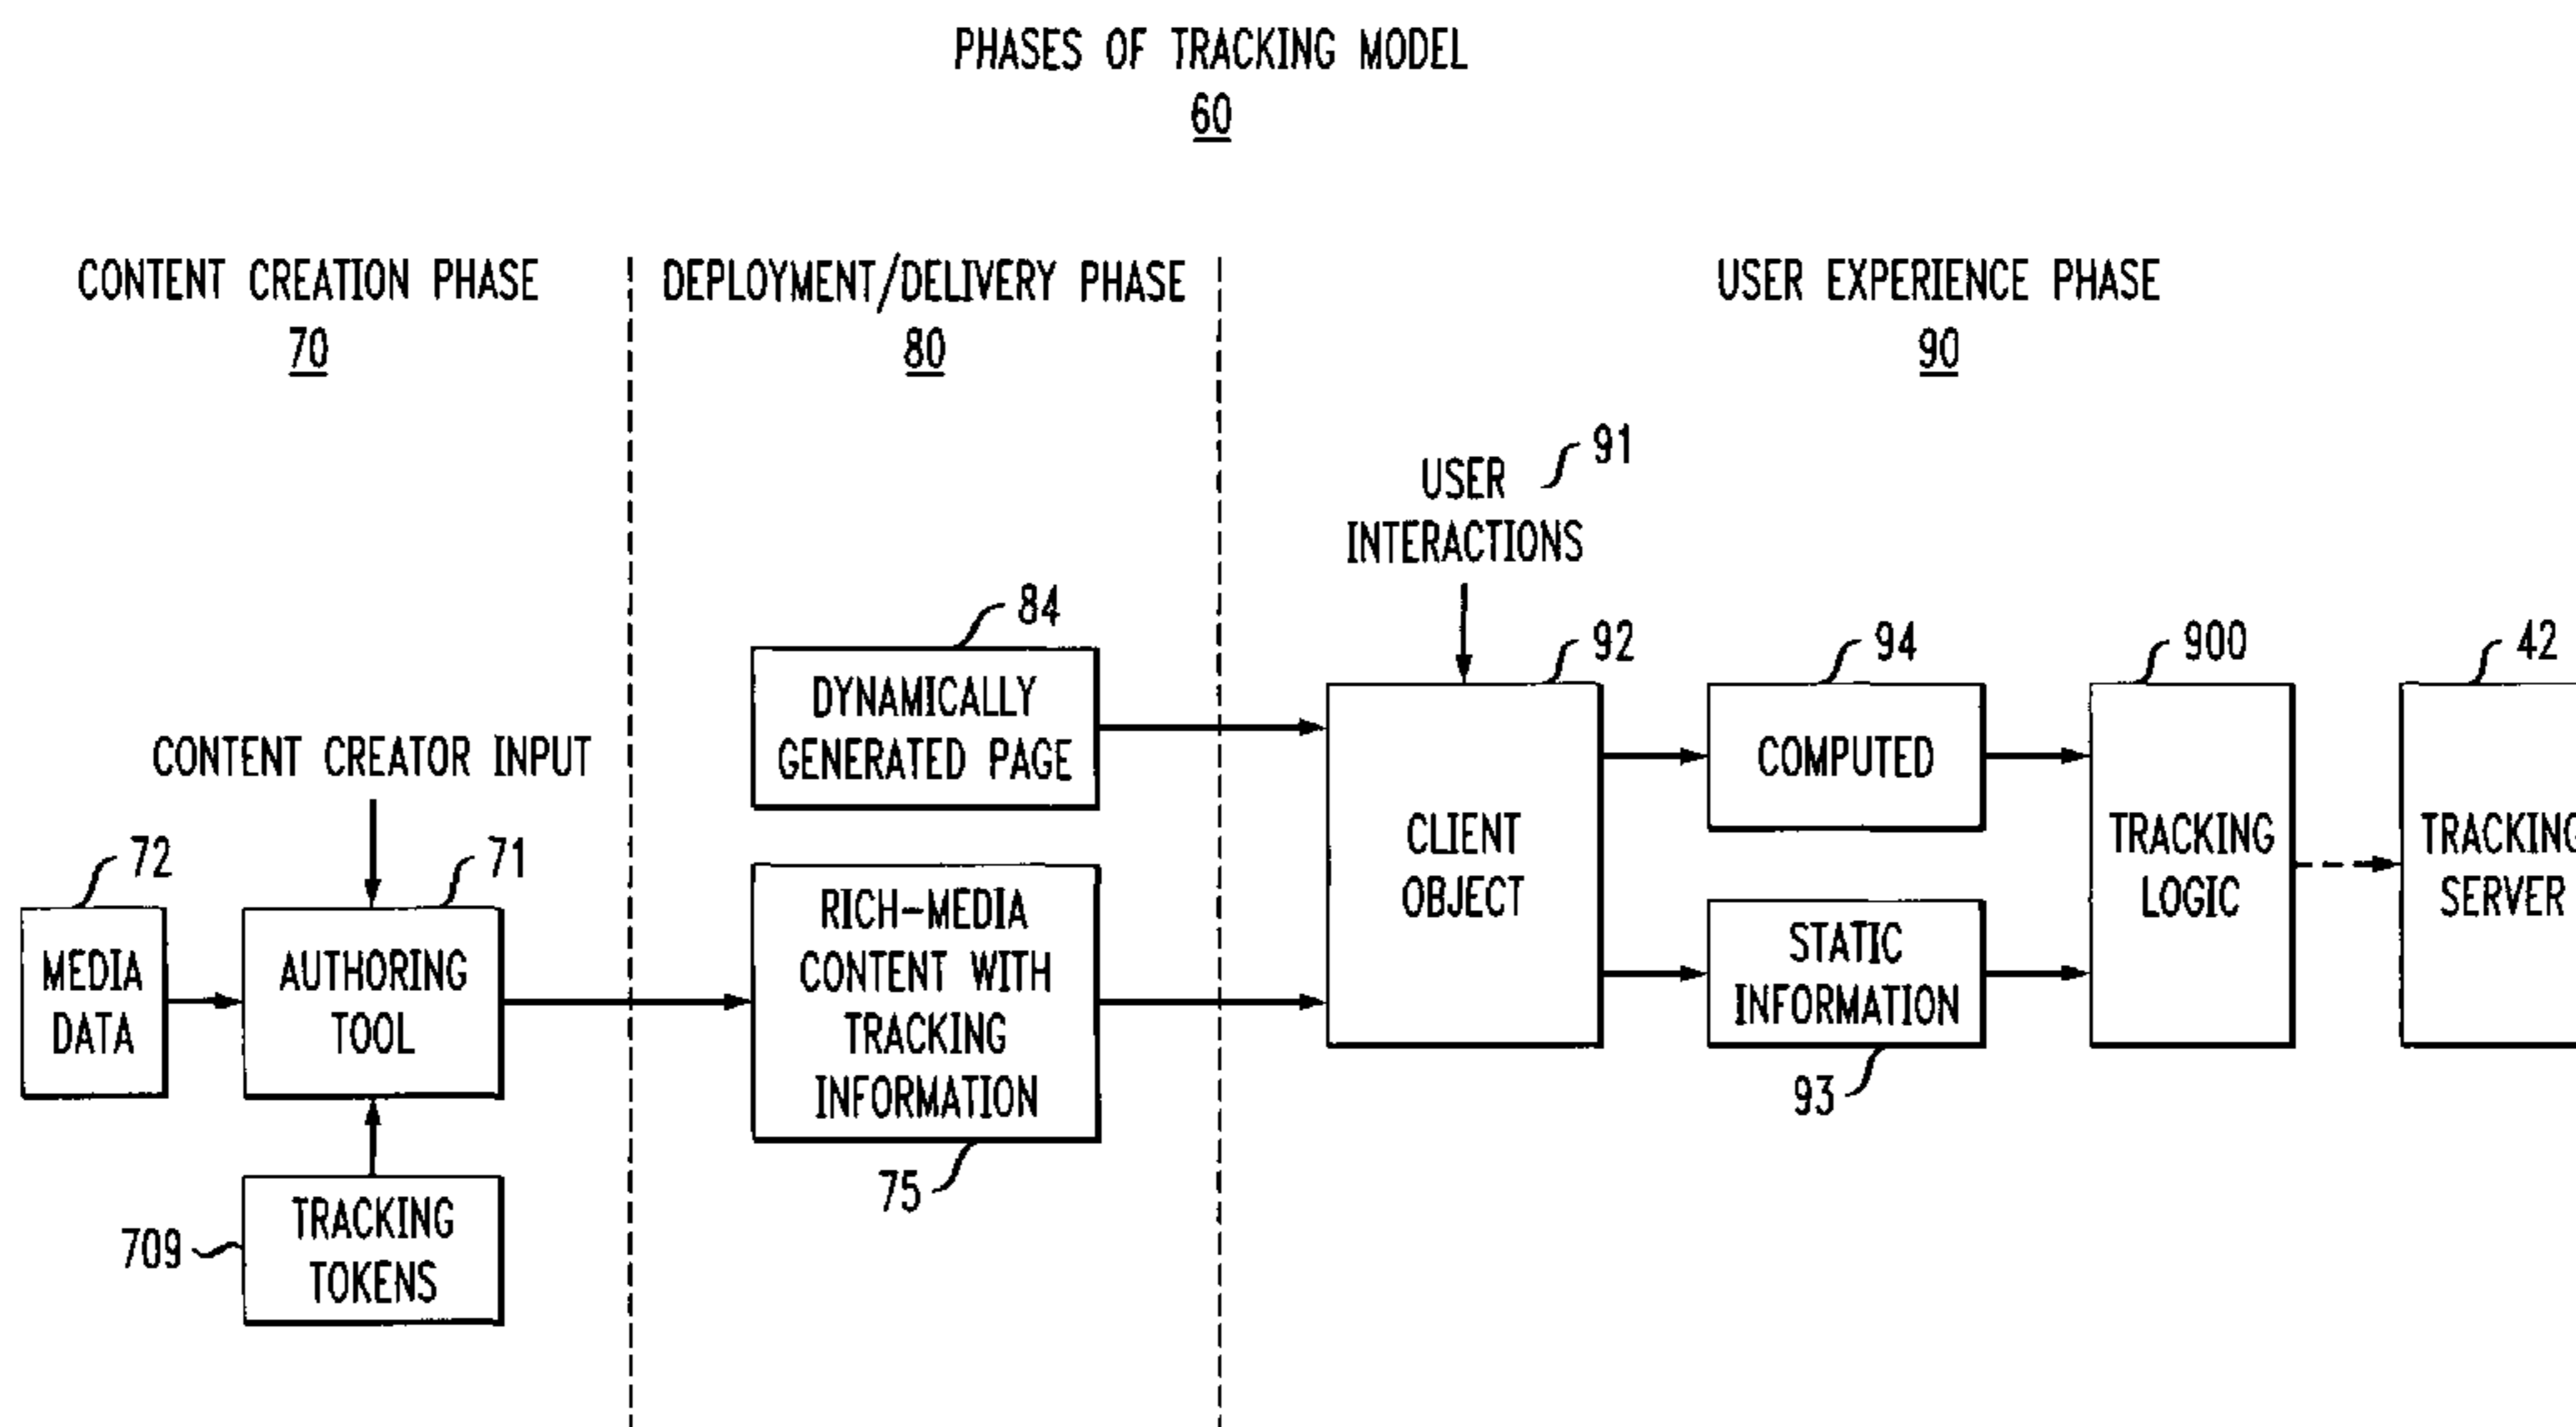 PHASES OF TRACKING MODEL
60
CONTENT CREATION PHASE
70
DEPLOYMENT/DELIVERY PHASE
80
USER EXPERIENCE PHASE
90
USER
INTERACTIONS
91
84
DYNAMICALLY
GENERATED PAGE
92
CLIENT
OBJECT
94
COMPUTED
900
TRACKING
LOGIC
42
TRACKING
SERVER
CONTENT CREATOR INPUT
72
MEDIA
DATA
71
AUTHORING
TOOL
RICH-MEDIA
CONTENT WITH
TRACKING
INFORMATION
75
STATIC
INFORMATION
93
709
TRACKING
TOKENS